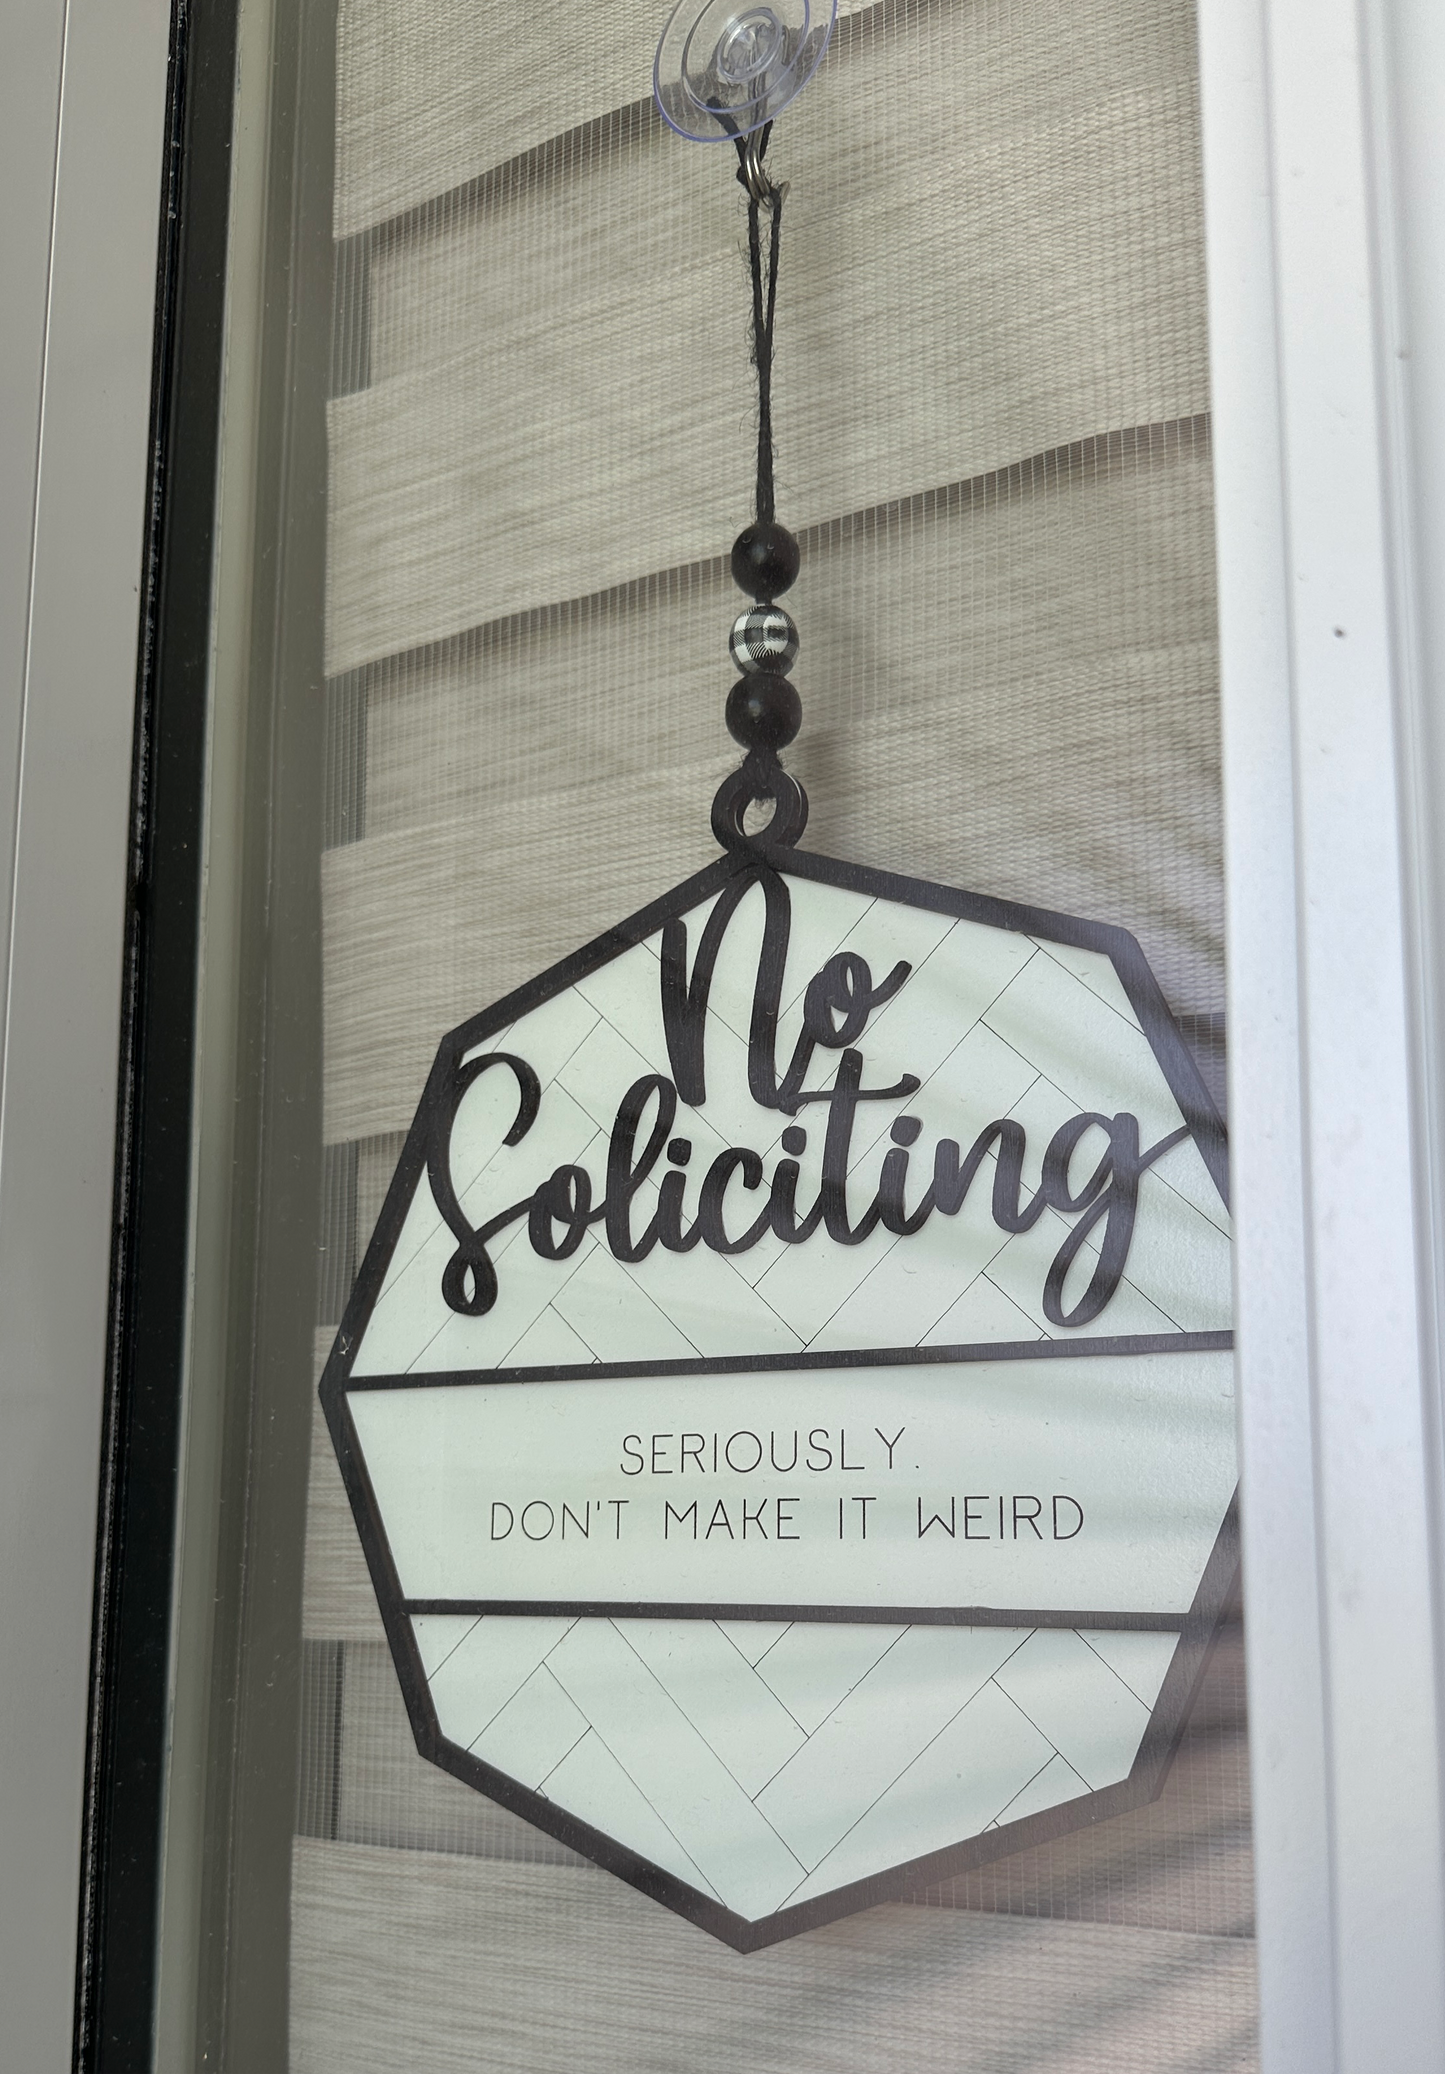 No
Soliciting
SERIOUSLY.
DON'T MAKE IT WEIRD